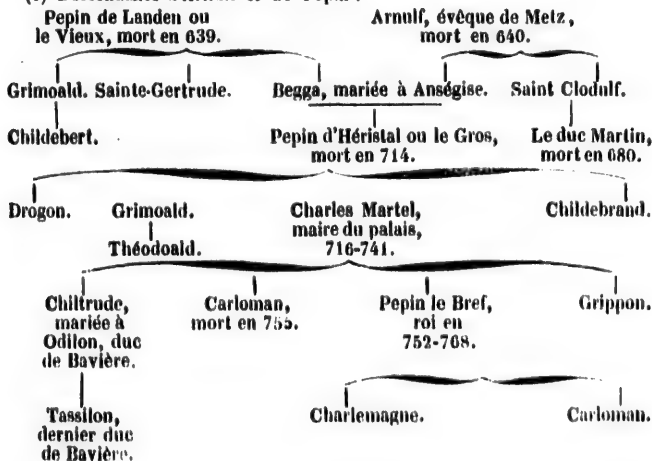 Pepin de Landen ou
le Vieux, mort en 639.
Arnulf, évêque de Metz,
mort en 640.
Grimoald. Sainte-Gertrude. Begga, mariée à Anségise. Saint Clodulf.
Childebert.
Pepin d'Héristal ou le Gros,
mort en 714.
Le duc Martin,
mort en 680.
Drogon.
Grimoald.
Théodoald.
Charles Martel,
maire du palais,
716-741.
Childebrand.
Chiltrude,
mariée à
Odilon, duc
de Bavière.
Carloman,
mort en 755.
Pepin le Bref,
roi en
752-768.
Grippon.
Tassilon,
dernier duc
de Bavière.
Charlemagne.
Carloman.